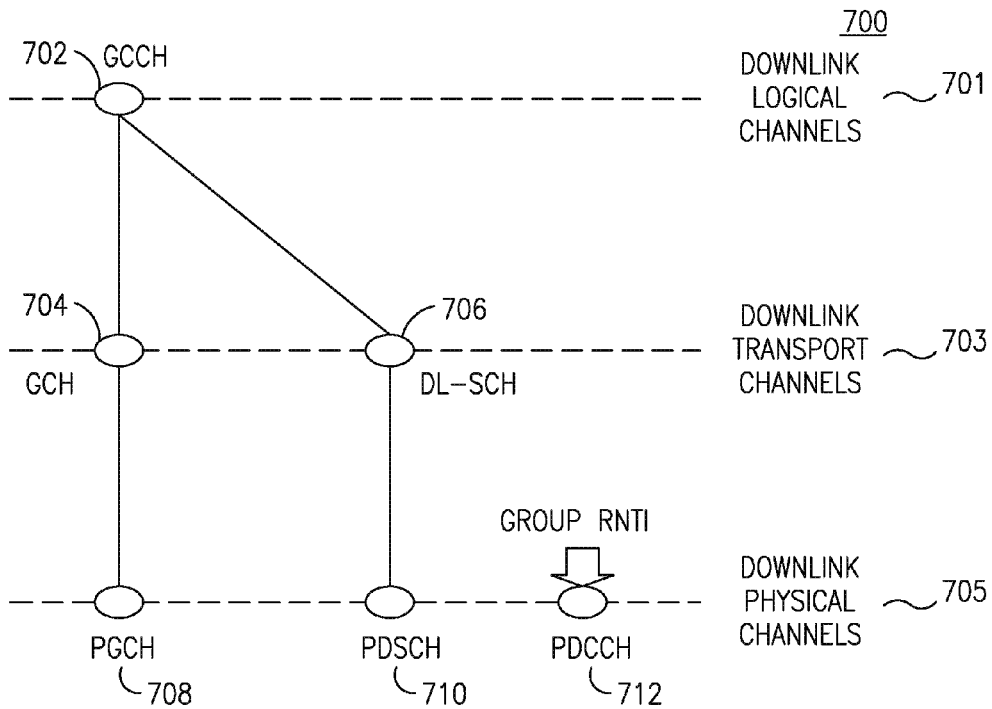 700
702
GCCH
DOWNLINK
LOGICAL
CHANNELS
701
704
706
GCH
DL-SCH
DOWNLINK
TRANSPORT
CHANNELS
703
GROUP RNTI
PGCH
708
PDSCH
710
PDCCH
712
DOWNLINK
PHYSICAL
CHANNELS
705